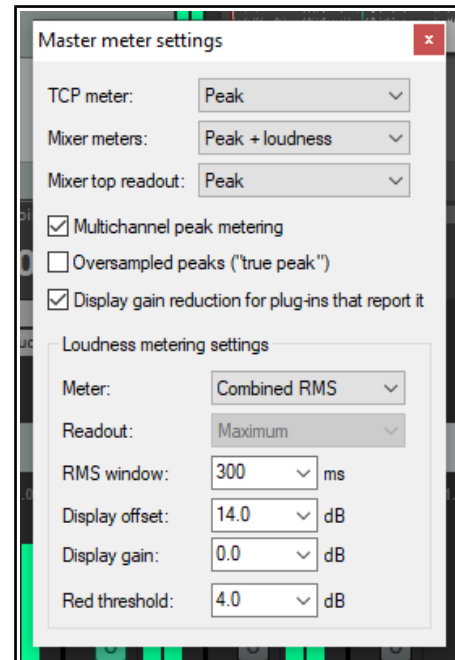 Master meter settings
x
TCP meter: Peak
Mixer meters: Peak + loudness
Mixer top readout: Peak
Multichannel peak metering
Oversampled peaks ("true peak")
Display gain reduction for plug-ins that report it
Loudness metering settings
Meter: Combined RMS
Readout: Maximum
RMS window: 300 ms
Display offset: 14.0 dB
Display gain: 0.0 dB
Red threshold: 4.0 dB